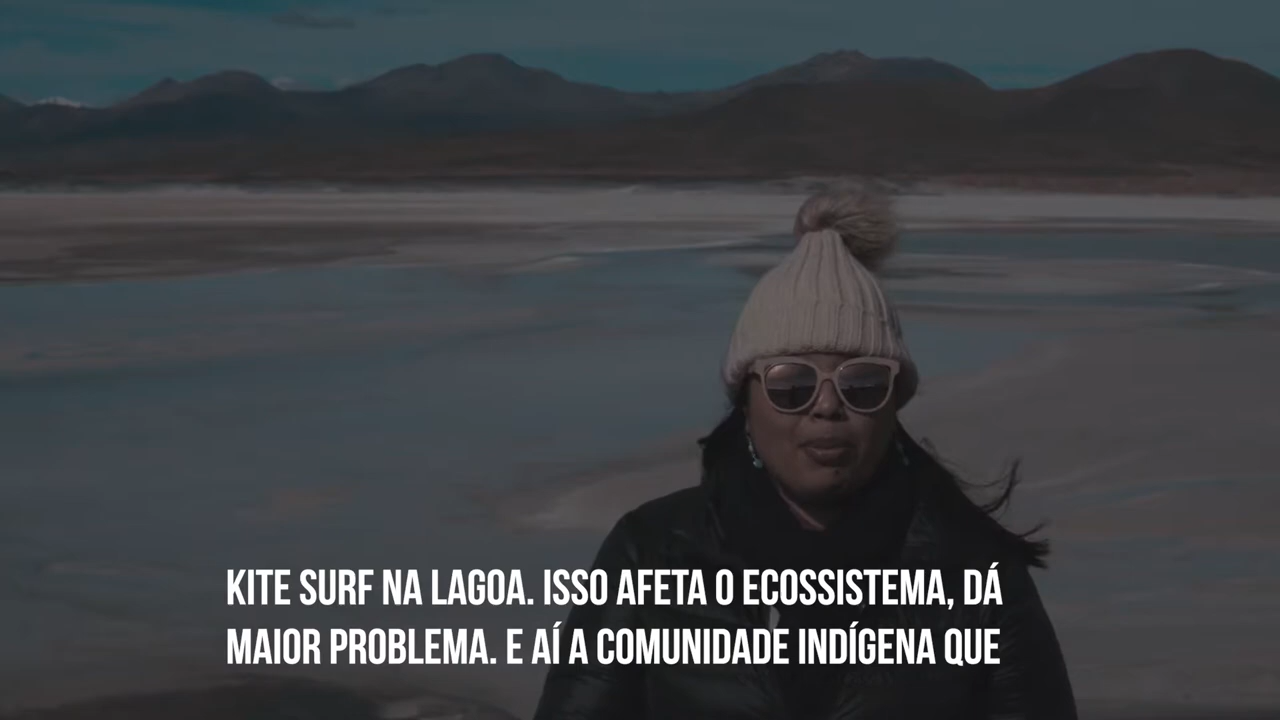 KITE SURF NA LAGOA. ISSO AFETA O ECOSSISTEMA, DÁ
MAIOR PROBLEMA. E AÍ A COMUNIDADE INDÍGENA QUE